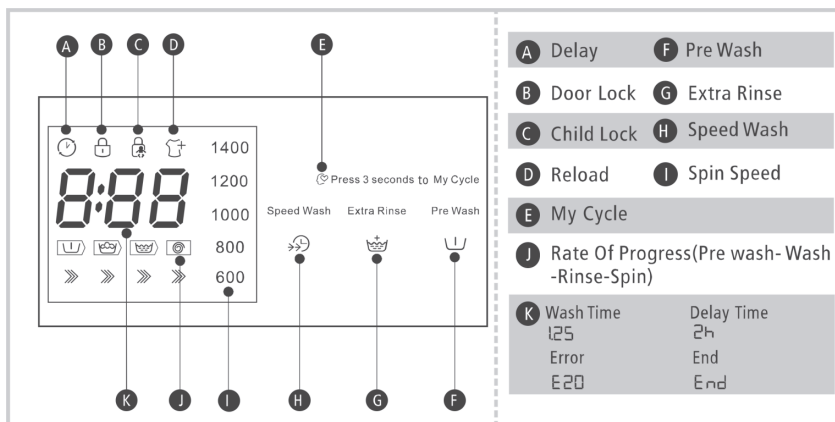 A B C D E
1400
8:88 1200
Press 3 seconds to My Cycle
1000
Speed Wash Extra Rinse Pre Wash
800
600
K J I H G F
A Delay F Pre Wash
B Door Lock G Extra Rinse
C Child Lock H Speed Wash
D Reload I Spin Speed
E My Cycle
J Rate Of Progress(Pre wash- Wash
-Rinse-Spin)
K Wash Time Delay Time
1.25 2h
Error End
E20 End